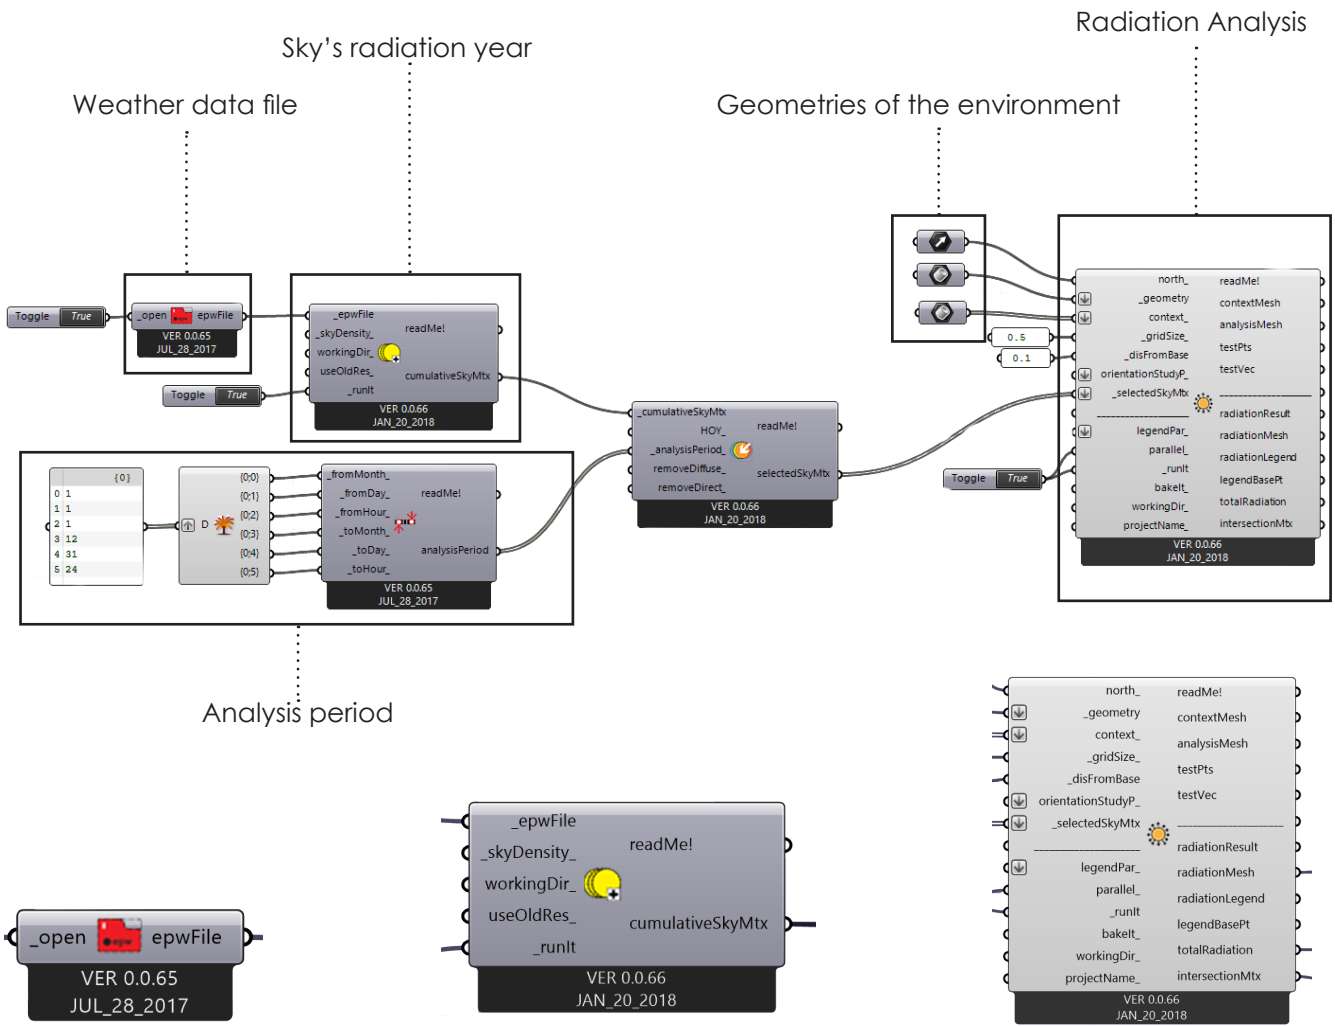 Radiation Analysis
Sky’s radiation year
Weather data file
Geometries of the environment
Toggle True
_open epwFile
VER 0.0.65
JUL_28_2017
Toggle True
_epwFile
_skyDensity_
workingDir_
useOldRes_
_runIt
readMe!
cumulativeSkyMtx
VER 0.0.66
JAN_20_2018
{0}
0 1
1 1
2 1
3 12
4 31
5 24
D
{0;0}
{0;1}
{0;2}
{0;3}
{0;4}
{0;5}
_fromMonth_
_fromDay_
_fromHour_
_toMonth_
_toDay_
_toHour_
readMe!
analysisPeriod
VER 0.0.65
JUL_28_2017
Analysis period
_cumulativeSkyMtx
HOY_
_analysisPeriod_
removeDiffuse_
removeDirect_
readMe!
selectedSkyMtx
VER 0.0.66
JAN_20_2018
0.5
0.1
Toggle True
north_
_geometry
context_
_gridSize_
_disFromBase
orientationStudyP_
_selectedSkyMtx
legendPar_
parallel_
_runIt
bakeIt_
workingDir_
projectName_
readMe!
contextMesh
analysisMesh
testPts
testVec
radiationResult
radiationMesh
radiationLegend
legendBasePt
totalRadiation
intersectionMtx
VER 0.0.66
JAN_20_2018
_open epwFile
epw
VER 0.0.65
JUL_28_2017
_epwFile
_skyDensity_
workingDir_
useOldRes_
_runIt
readMe!
cumulativeSkyMtx
VER 0.0.66
JAN_20_2018
north_
_geometry
context_
_gridSize_
_disFromBase
orientationStudyP_
_selectedSkyMtx
legendPar_
parallel_
_runIt
bakeIt_
workingDir_
projectName_
readMe!
contextMesh
analysisMesh
testPts
testVec
radiationResult
radiationMesh
radiationLegend
legendBasePt
totalRadiation
intersectionMtx
VER 0.0.66
JAN_20_2018